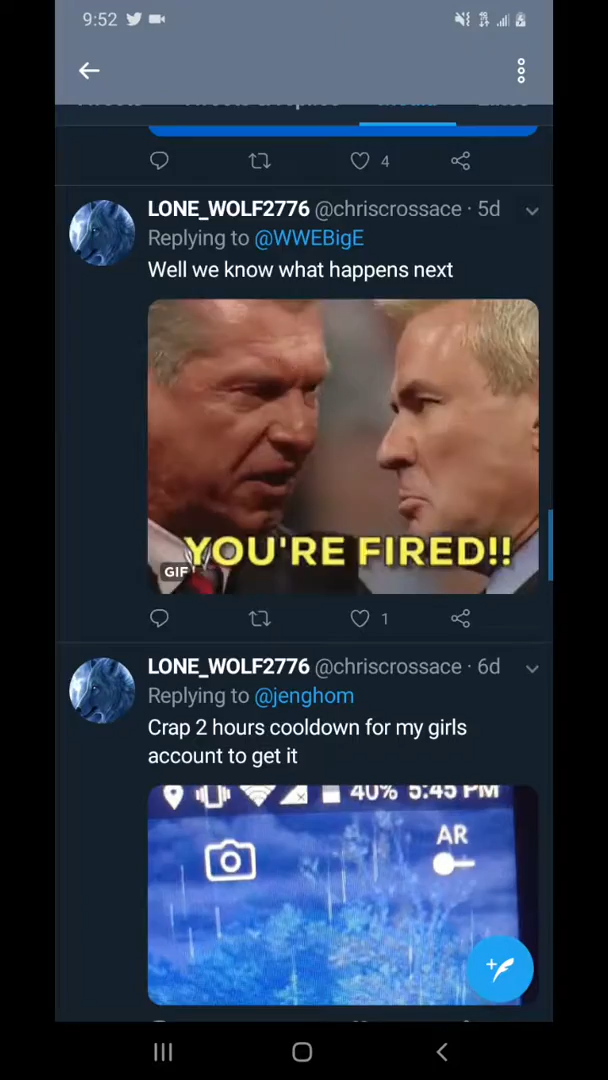 9:52
4
LONE_WOLF2776 @chriscrossace · 5d
Replying to @WWEBigE
Well we know what happens next
YOU'RE FIRED!!
GIF
1
LONE_WOLF2776 @chriscrossace · 6d
Replying to @jenghom
Crap 2 hours cooldown for my girls
account to get it
40% 5:45 PM
AR